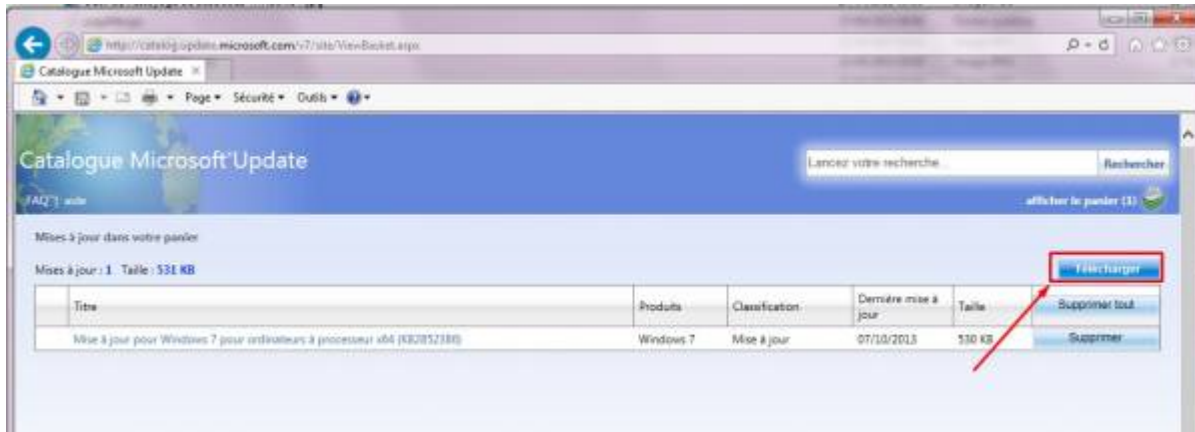 http://catalog.update.microsoft.com/v7/site/ViewBasket.aspx
Catalogue Microsoft Update
Page Sécurité Outils
Catalogue Microsoft Update
Lancez votre recherche...
Rechercher
FAQ | aide
afficher le panier (1)
Mises à jour dans votre panier
Mises à jour : 1 Taille : 531 KB
Télécharger
Titre Produits Classification Dernière mise à jour Taille Supprimer tout
Mise à jour pour Windows 7 pour ordinateurs à processeur x64 (KB2852386) Windows 7 Mise à jour 07/10/2013 530 KB Supprimer